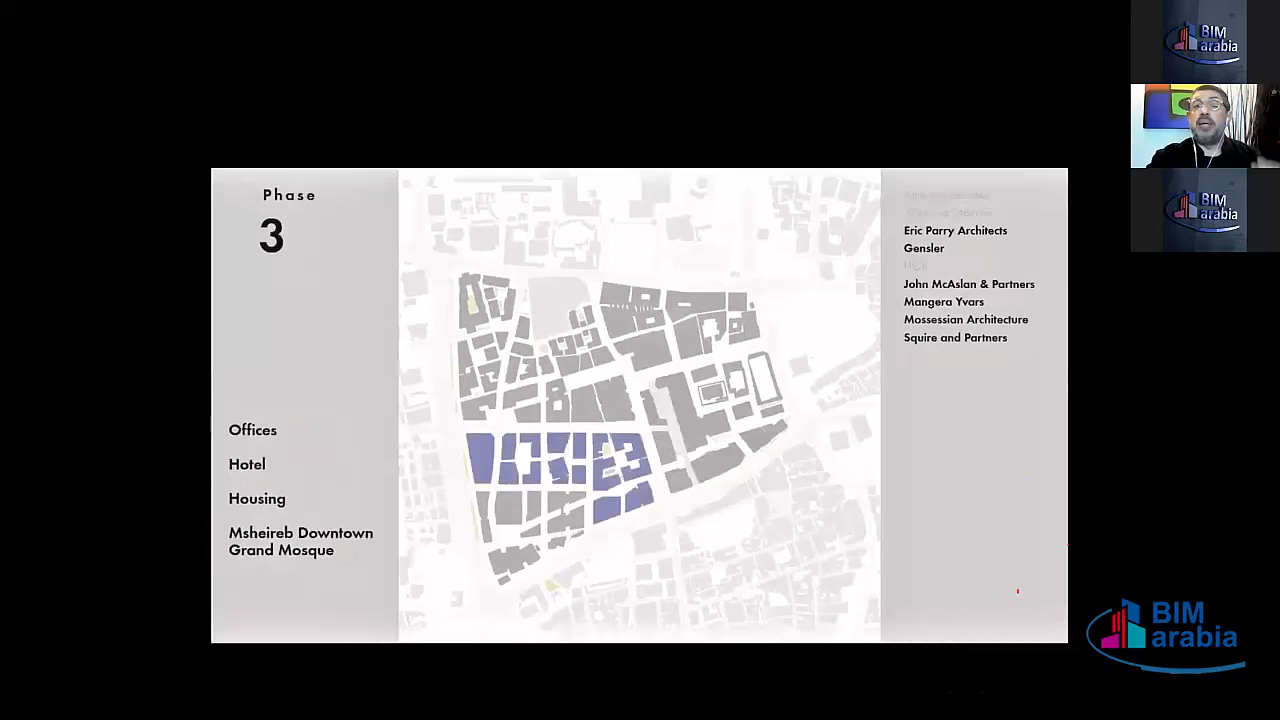 BIM
arabia
Phase
3
Offices
Hotel
Housing
Msheireb Downtown
Grand Mosque
Eric Parry Architects
Gensler
John McAslan & Partners
Mangera Yvars
Mossessian Architecture
Squire and Partners
BIM
arabia
BIM
arabia